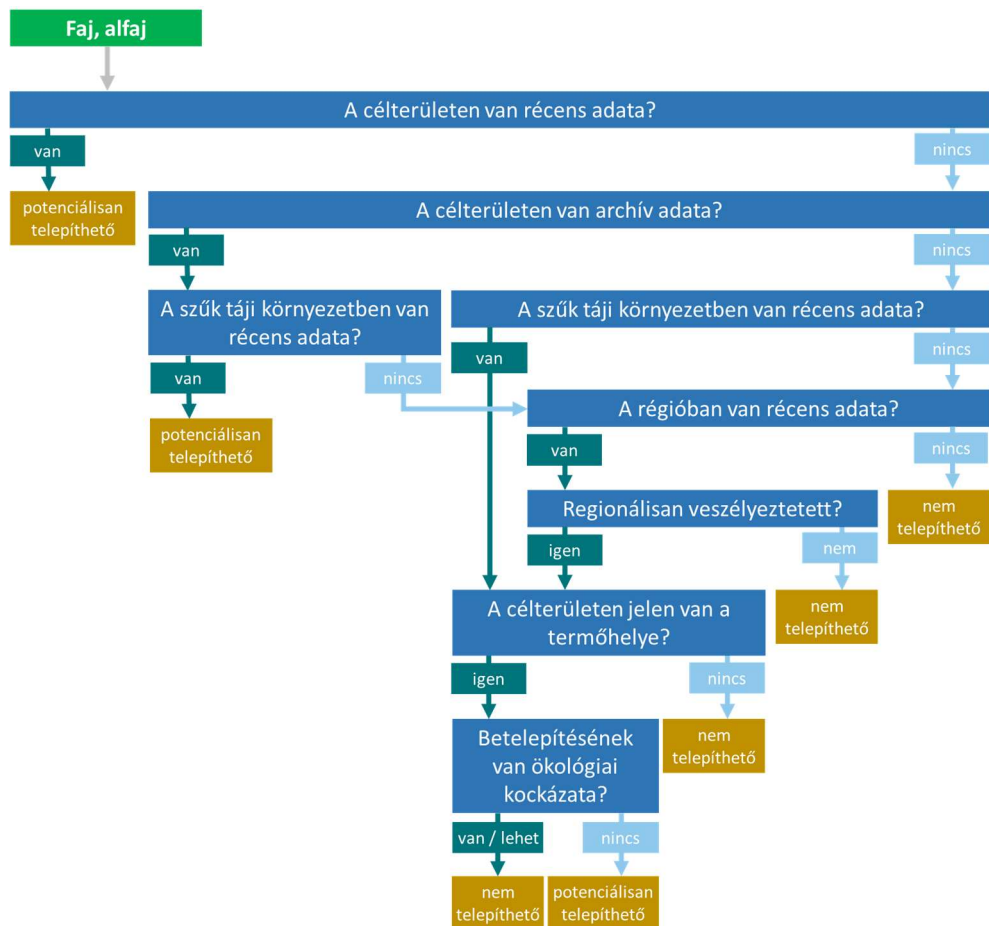 Faj, alfaj
A célterületen van récens adata?
van
nincs
potenciálisan
telepíthető
A célterületen van archív adata?
van
nincs
A szűk táji környezetben van
récens adata?
A szűk táji környezetben van récens adata?
van
nincs
van
nincs
potenciálisan
telepíthető
A régióban van récens adata?
van
nincs
Regionálisan veszélyeztetett?
nem
telepíthető
igen
nem
A célterületen jelen van a
termőhelye?
nem
telepíthető
igen
nincs
Betelepítésének
van ökológiai
kockázata?
nem
telepíthető
van / lehet
nincs
nem
telepíthető
potenciálisan
telepíthető